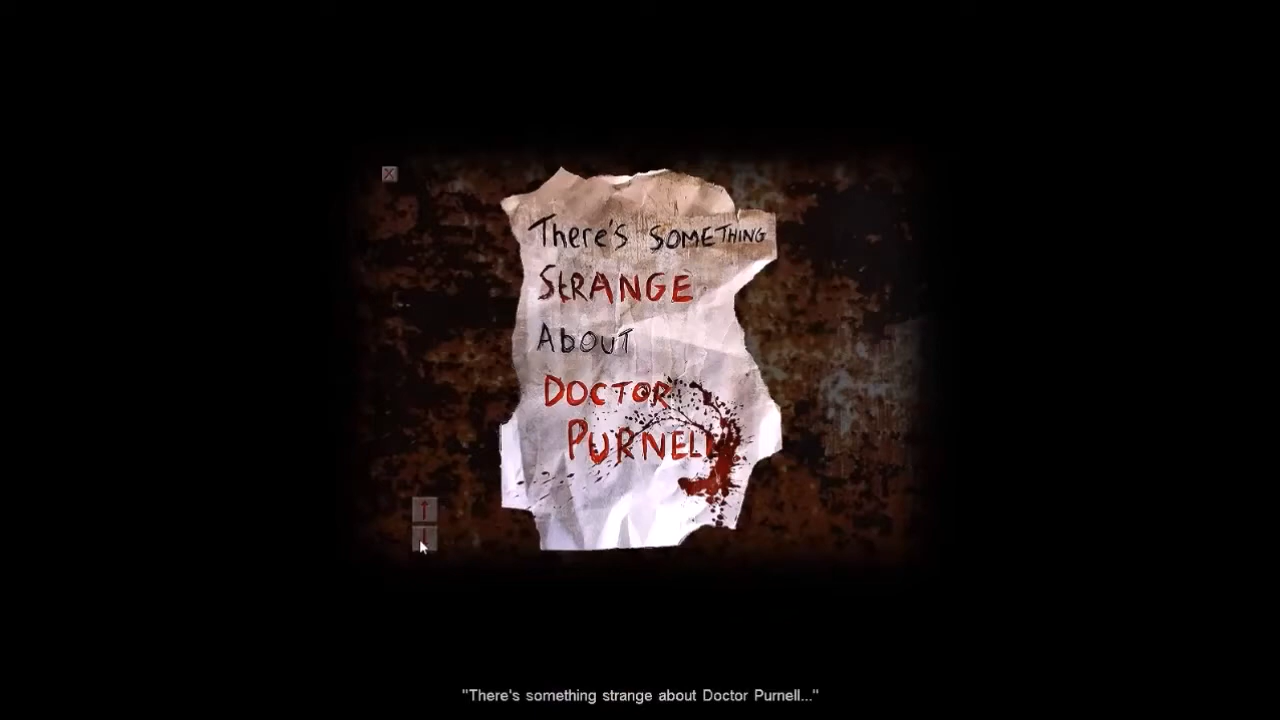 There's SOMETHING
StRANGE
AboUT
DOCTOR
PURNELL
"There's something strange about Doctor Purnell..."